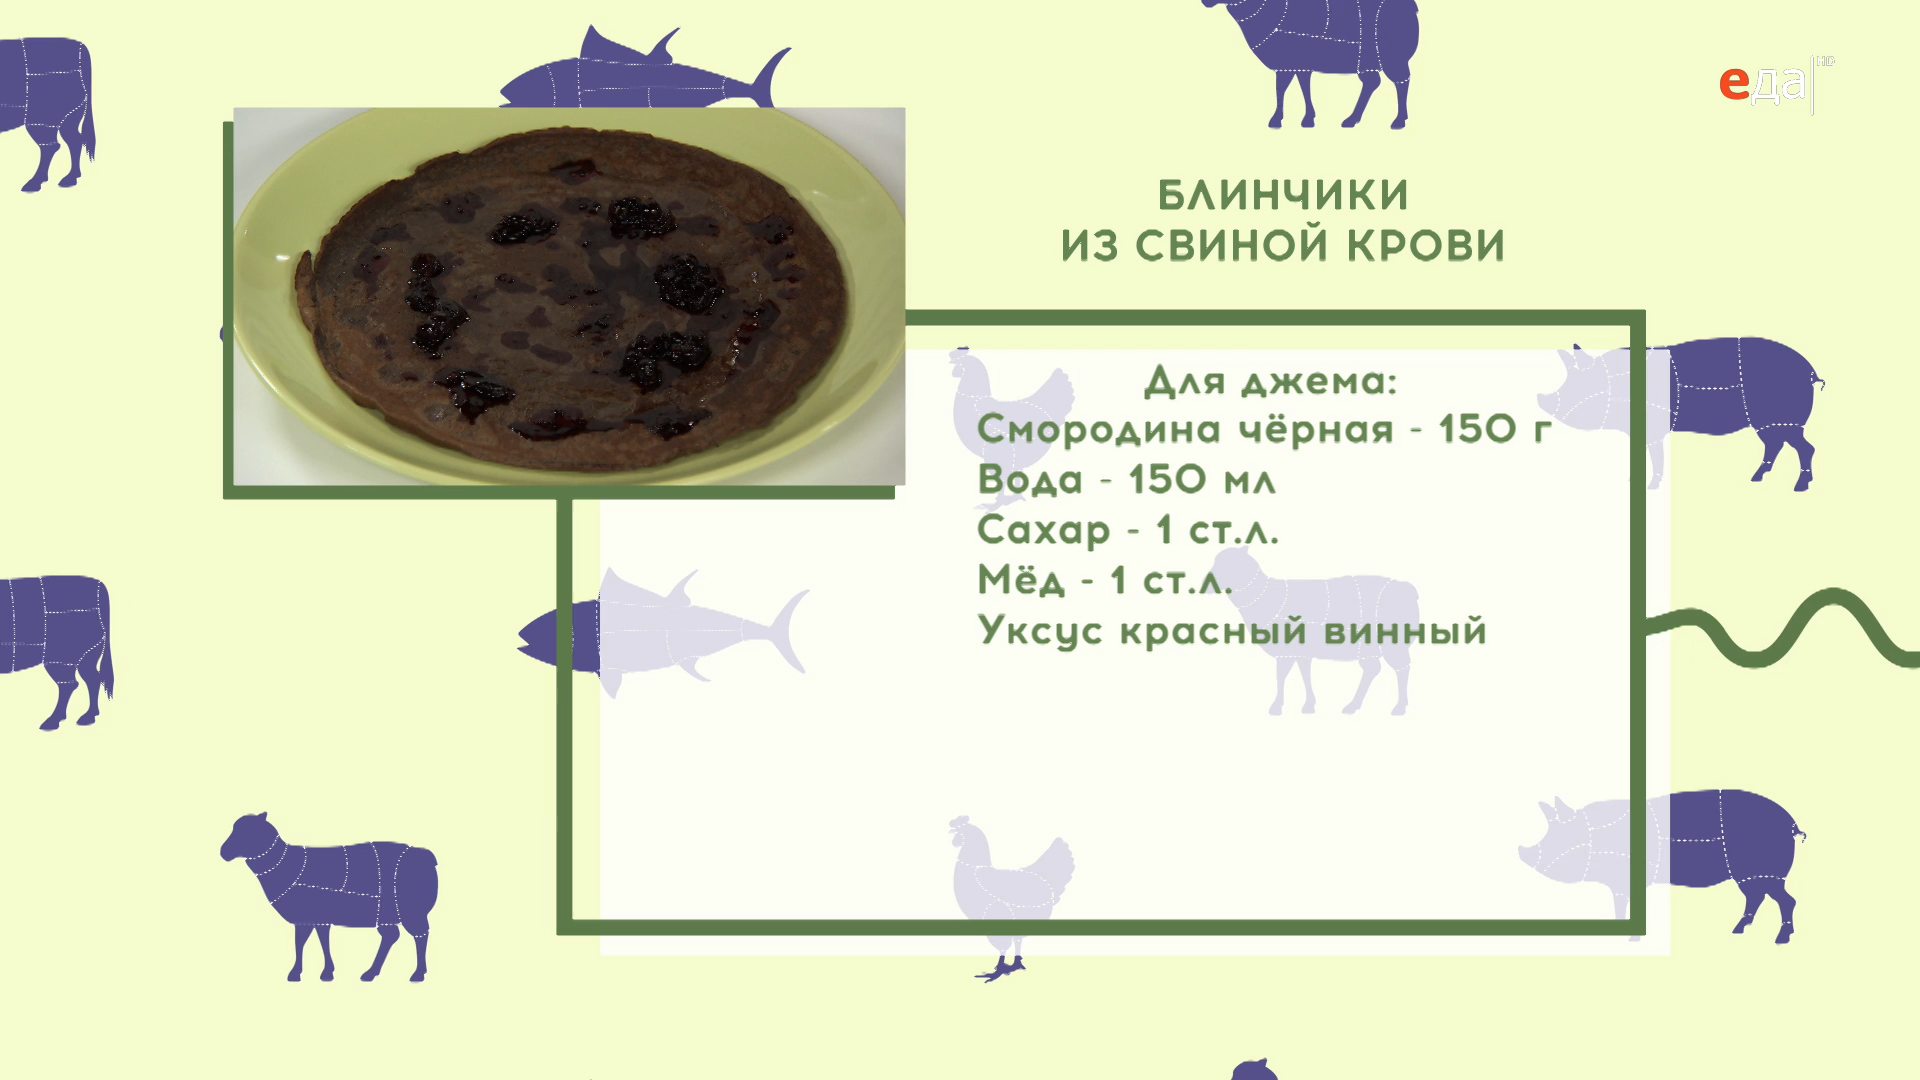 еда HD
БЛИНЧИКИ
ИЗ СВИНОЙ КРОВИ
Для джема:
Смородина чёрная - 150 г
Вода - 150 мл
Сахар - 1 ст.л.
Мёд - 1 ст.л.
Уксус красный винный